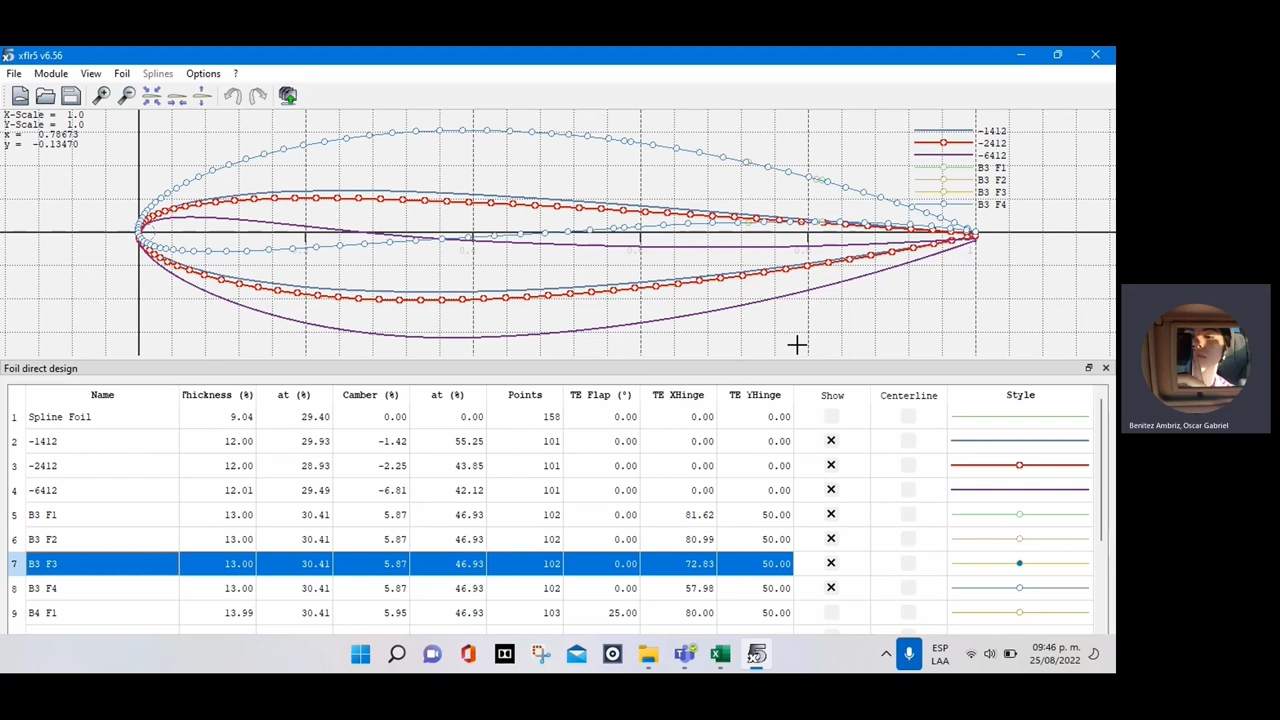 xflr5 v6.56
File Module View Foil Splines Options ?
X-Scale = 1.0
Y-Scale = 1.0
x = 0.78673
y = -0.13470
-1412
-2412
-6412
B3 F1
B3 F2
B3 F3
B3 F4
Foil direct design
Name Thickness (%) at (%) Camber (%) at (%) Points TE Flap (°) TE XHinge TE YHinge Show Centerline Style
1 Spline Foil 9.04 29.40 0.00 0.00 158 0.00 0.00 0.00
2 -1412 12.00 29.93 -1.42 55.25 101 0.00 0.00 0.00
3 -2412 12.00 28.93 -2.25 43.85 101 0.00 0.00 0.00
4 -6412 12.01 29.49 -6.81 42.12 101 0.00 0.00 0.00
5 B3 F1 13.00 30.41 5.87 46.93 102 0.00 81.62 50.00
6 B3 F2 13.00 30.41 5.87 46.93 102 0.00 80.99 50.00
7 B3 F3 13.00 30.41 5.87 46.93 102 0.00 72.83 50.00
8 B3 F4 13.00 30.41 5.87 46.93 102 0.00 57.98 50.00
9 B4 F1 13.99 30.41 5.95 46.93 103 25.00 80.00 50.00
Benitez Ambriz, Oscar Gabriel
ESP
LAA
09:46 p. m.
25/08/2022